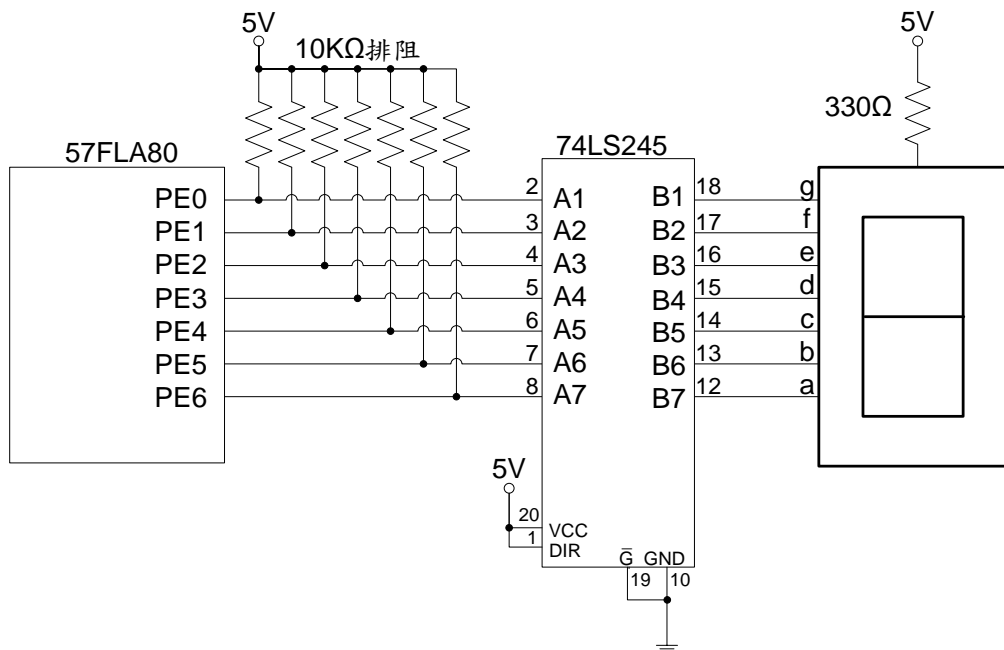 5V
10KΩ排阻
5V
330Ω
57FLA80
74LS245
PE0 2 A1 B1 18 g
PE1 3 A2 B2 17 f
PE2 4 A3 B3 16 e
PE3 5 A4 B4 15 d
PE4 6 A5 B5 14 c
PE5 7 A6 B6 13 b
PE6 8 A7 B7 12 a
5V
20 VCC
1 DIR
G̅ GND
19 10